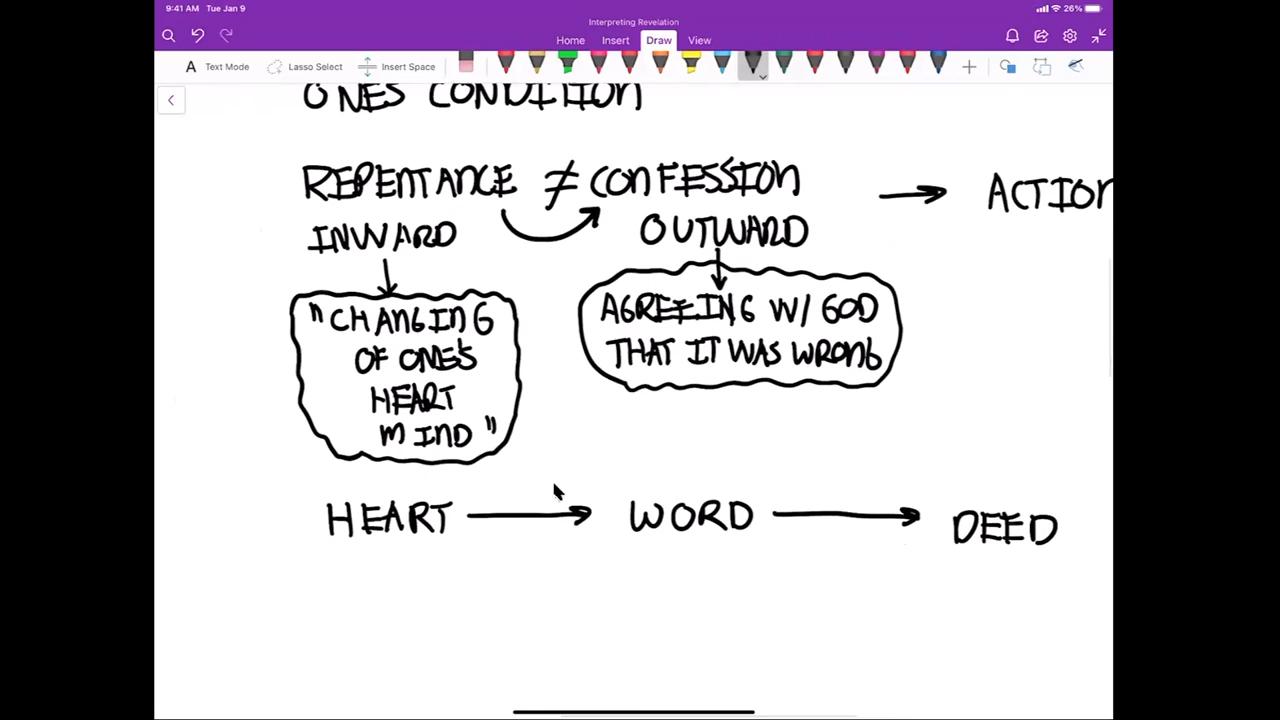 9:41 AM Tue Jan 9
26%
Interpreting Revelation
Home Insert Draw View
Text Mode Lasso Select Insert Space
ONES CONDITION
REPENTANCE ≠ CONFESSION → ACTION
INWARD OUTWARD
"CHANGING
OF ONE'S
HEART
MIND"
AGREEING W/ GOD
THAT IT WAS WRONG
HEART → WORD → DEED